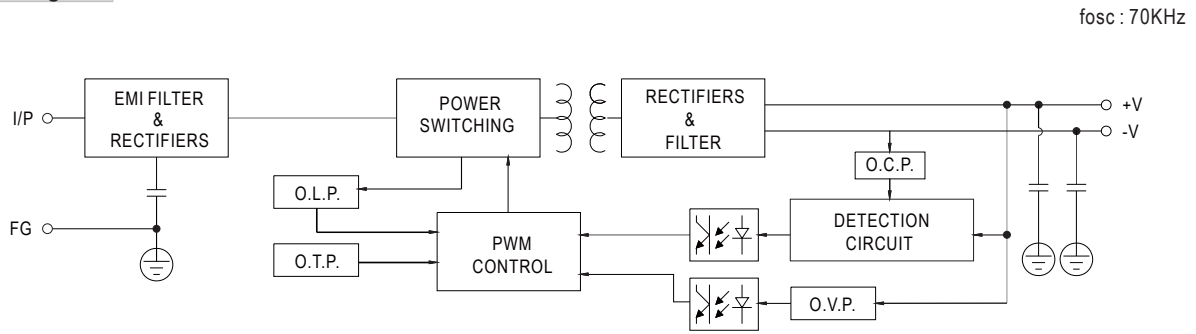 fosc : 70KHz
I/P
EMI FILTER
&
RECTIFIERS
POWER
SWITCHING
RECTIFIERS
&
FILTER
+V
-V
O.C.P.
O.L.P.
FG
PWM
CONTROL
DETECTION
CIRCUIT
O.T.P.
O.V.P.